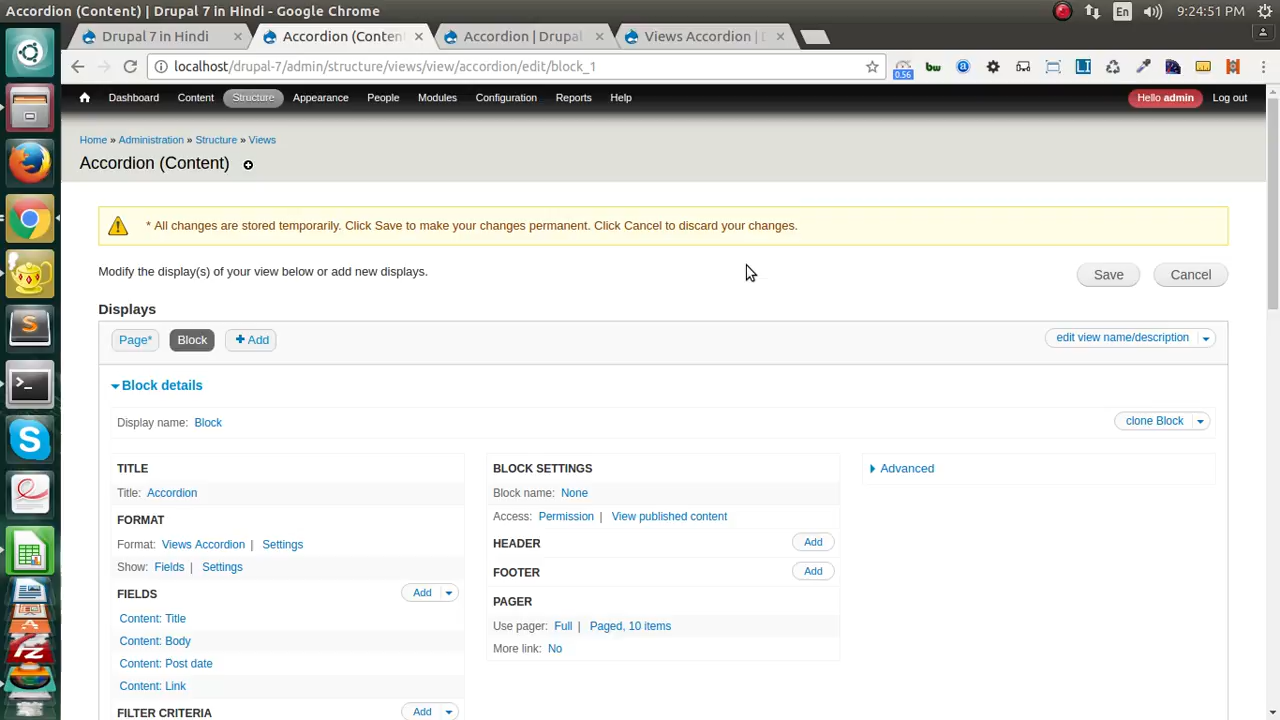 Accordion (Content) | Drupal 7 in Hindi - Google Chrome
En
9:24:51 PM
Drupal 7 in Hindi
Accordion (Conten
Accordion | Drupal
Views Accordion |
localhost/drupal-7/admin/structure/views/view/accordion/edit/block_1
0.56
Dashboard
Content
Structure
Appearance
People
Modules
Configuration
Reports
Help
Hello admin
Log out
Home » Administration » Structure » Views
Accordion (Content)
* All changes are stored temporarily. Click Save to make your changes permanent. Click Cancel to discard your changes.
Modify the display(s) of your view below or add new displays.
Save
Cancel
Displays
Page*
Block
Add
edit view name/description
Block details
Display name: Block
clone Block
TITLE
Title: Accordion
FORMAT
Format: Views Accordion | Settings
Show: Fields | Settings
FIELDS
Add
Content: Title
Content: Body
Content: Post date
Content: Link
FILTER CRITERIA
Add
BLOCK SETTINGS
Block name: None
Access: Permission | View published content
HEADER
Add
FOOTER
Add
PAGER
Use pager: Full | Paged, 10 items
More link: No
Advanced